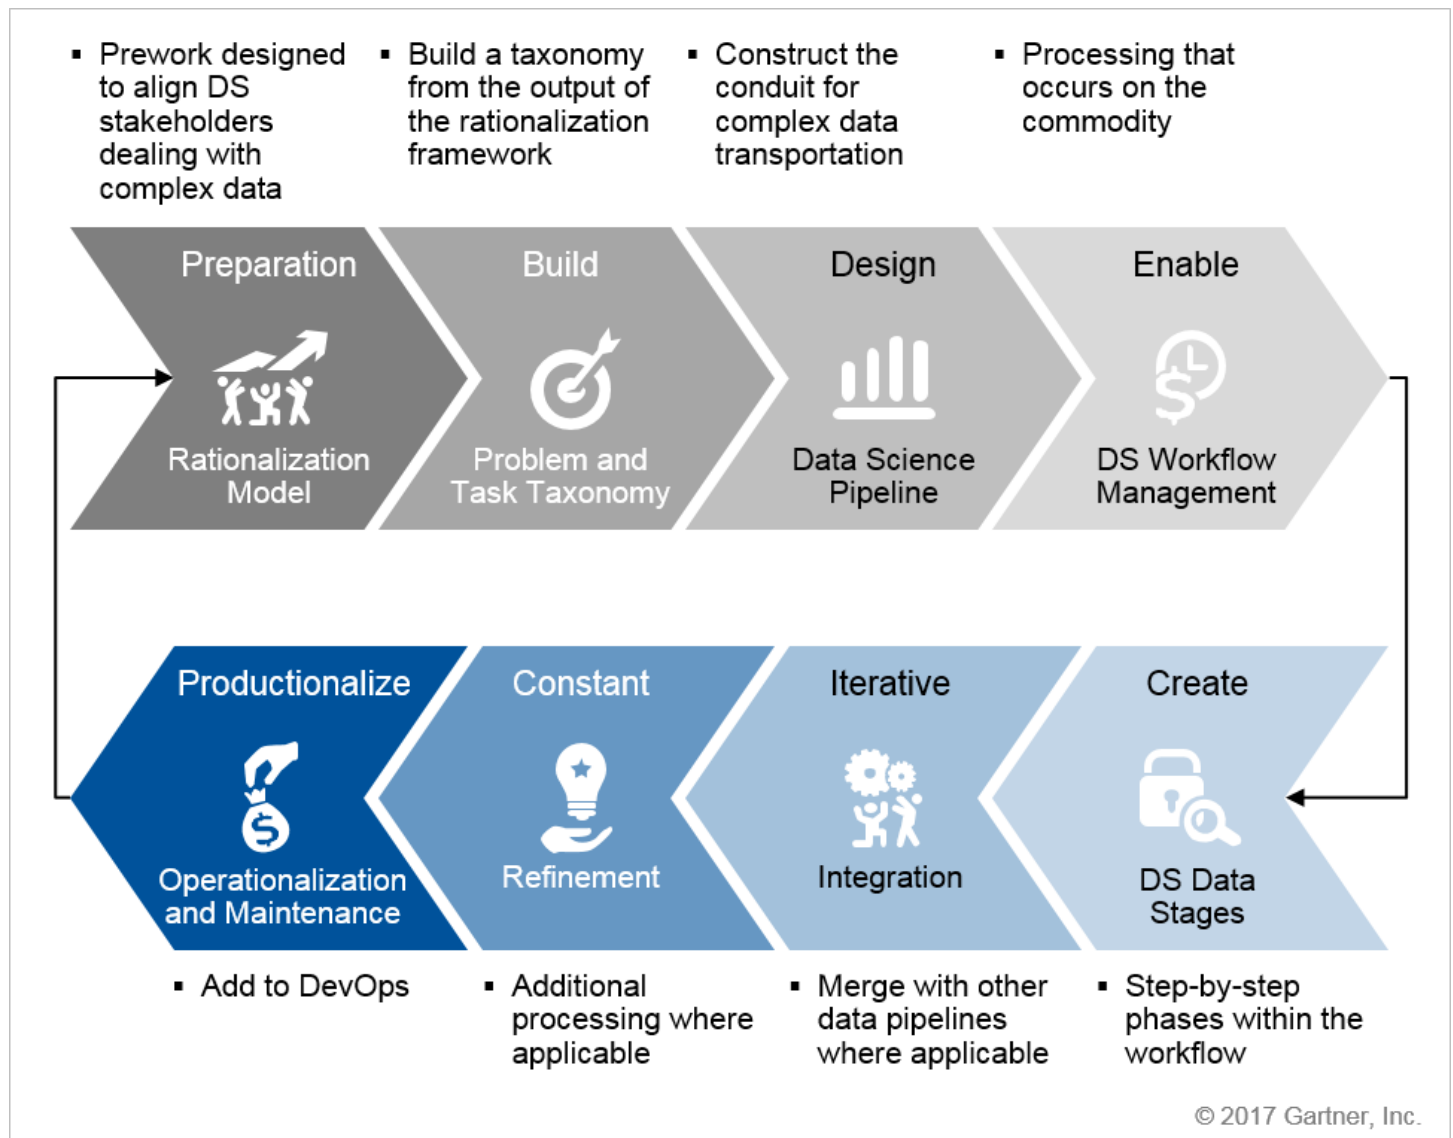 ▪ Prework designed
to align DS
stakeholders
dealing with
complex data
▪ Build a taxonomy
from the output of
the rationalization
framework
▪ Construct the
conduit for
complex data
transportation
▪ Processing that
occurs on the
commodity
Preparation
Rationalization
Model
Build
Problem and
Task Taxonomy
Design
Data Science
Pipeline
Enable
$
DS Workflow
Management
Productionalize
$
Operationalization
and Maintenance
Constant
Refinement
Iterative
Integration
Create
DS Data
Stages
▪ Add to DevOps
▪ Additional
processing where
applicable
▪ Merge with other
data pipelines
where applicable
▪ Step-by-step
phases within the
workflow
© 2017 Gartner, Inc.